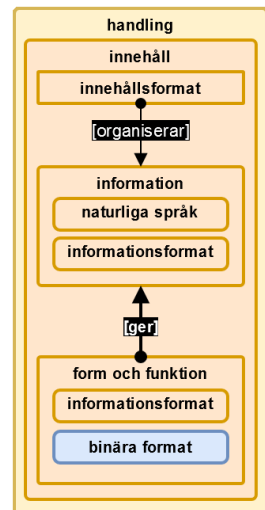 handling
innehåll
innehållsformat
[organiserar]
information
naturliga språk
informationsformat
[ger]
form och funktion
informationsformat
binära format